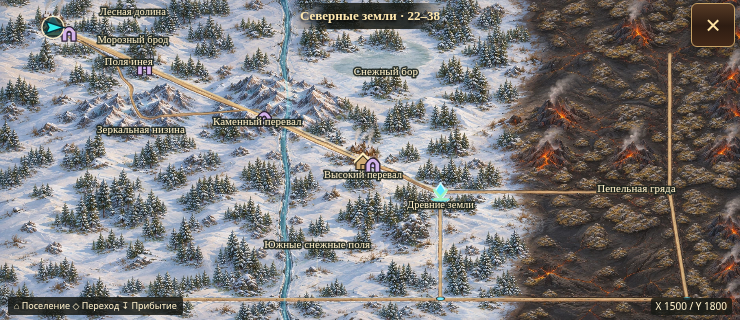 Лесная долина
Северные земли · 22–38
Морозный брод
Поля инея
Снежный бор
Каменный перевал
Зеркальная низина
Высокий перевал
Пепельная гряда
Древние земли
Южные снежные поля
⌂ Поселение ◇ Переход ↧ Прибытие
X 1500 / Y 1800